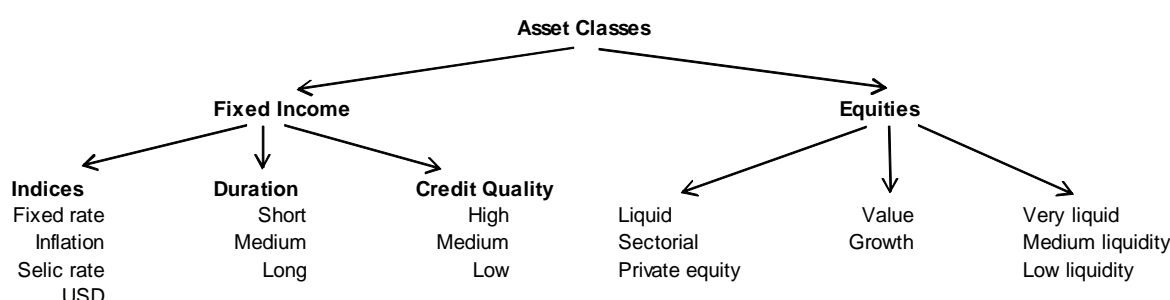 Asset Classes
Fixed Income
Equities
Indices
Fixed rate
Inflation
Selic rate
USD
Duration
Short
Medium
Long
Credit Quality
High
Medium
Low
Liquid
Sectorial
Private equity
Value
Growth
Very liquid
Medium liquidity
Low liquidity